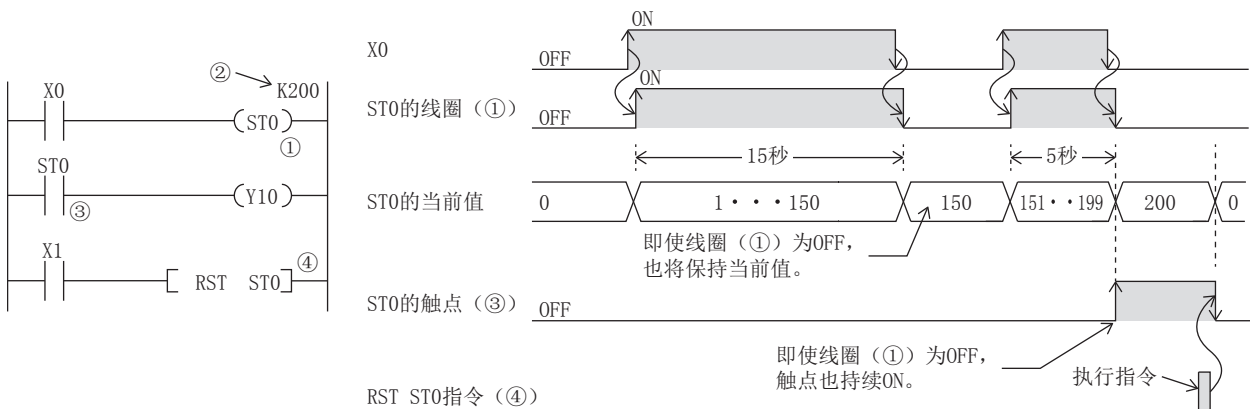 ②
K200
X0
ST0
①
ST0
③
Y10
X1
④
RST ST0
X0
OFF
ON
ST0的线圈（①）
OFF
ON
15秒
5秒
ST0的当前值
0
1・・・150
150
151・・199
200
0
即使线圈（①）为OFF，
也将保持当前值。
ST0的触点（③）
OFF
即使线圈（①）为OFF，
触点也持续ON。
执行指令
RST ST0指令（④）